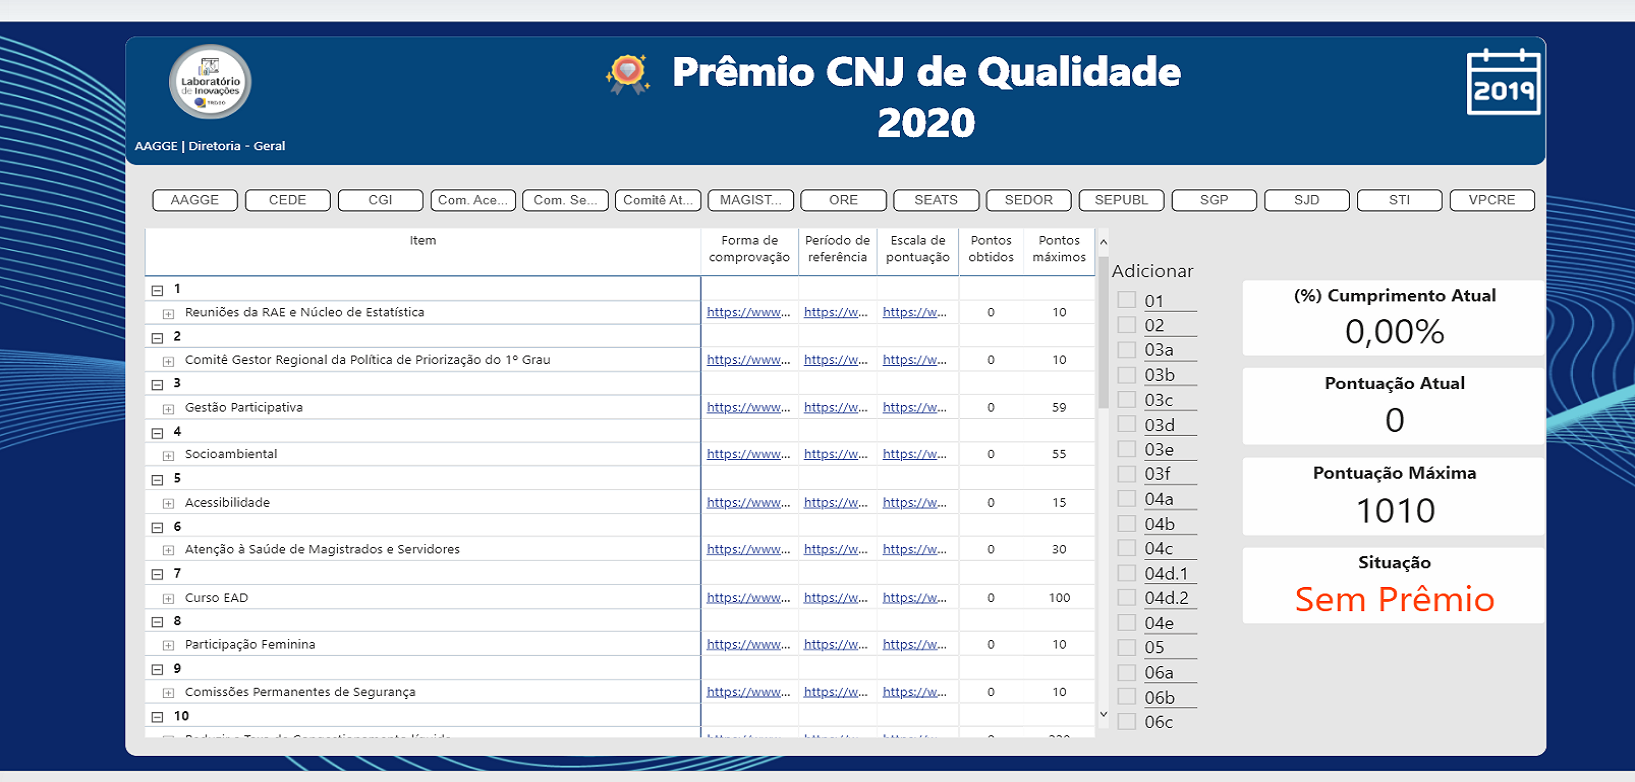 Laboratório
de Inovações
Prêmio CNJ de Qualidade
2020
2019
AAGGE | Diretoria - Geral
AAGGE CEDE CGI Com. Ace... Com. Se... Comitê At... MAGIST... ORE SEATS SEDOR SEPUBL SGP SJD STI VPCRE
Item Forma de comprovação Período de referência Escala de pontuação Pontos obtidos Pontos máximos
1
Reuniões da RAE e Núcleo de Estatística https://www... https://w... https://w... 0 10
2
Comitê Gestor Regional da Política de Priorização do 1º Grau https://www... https://w... https://w... 0 10
3
Gestão Participativa https://www... https://w... https://w... 0 59
4
Socioambiental https://www... https://w... https://w... 0 55
5
Acessibilidade https://www... https://w... https://w... 0 15
6
Atenção à Saúde de Magistrados e Servidores https://www... https://w... https://w... 0 30
7
Curso EAD https://www... https://w... https://w... 0 100
8
Participação Feminina https://www... https://w... https://w... 0 10
9
Comissões Permanentes de Segurança https://www... https://w... https://w... 0 10
10
Adicionar
01
02
03a
03b
03c
03d
03e
03f
04a
04b
04c
04d.1
04d.2
04e
05
06a
06b
06c
(%) Cumprimento Atual
0,00%
Pontuação Atual
0
Pontuação Máxima
1010
Situação
Sem Prêmio